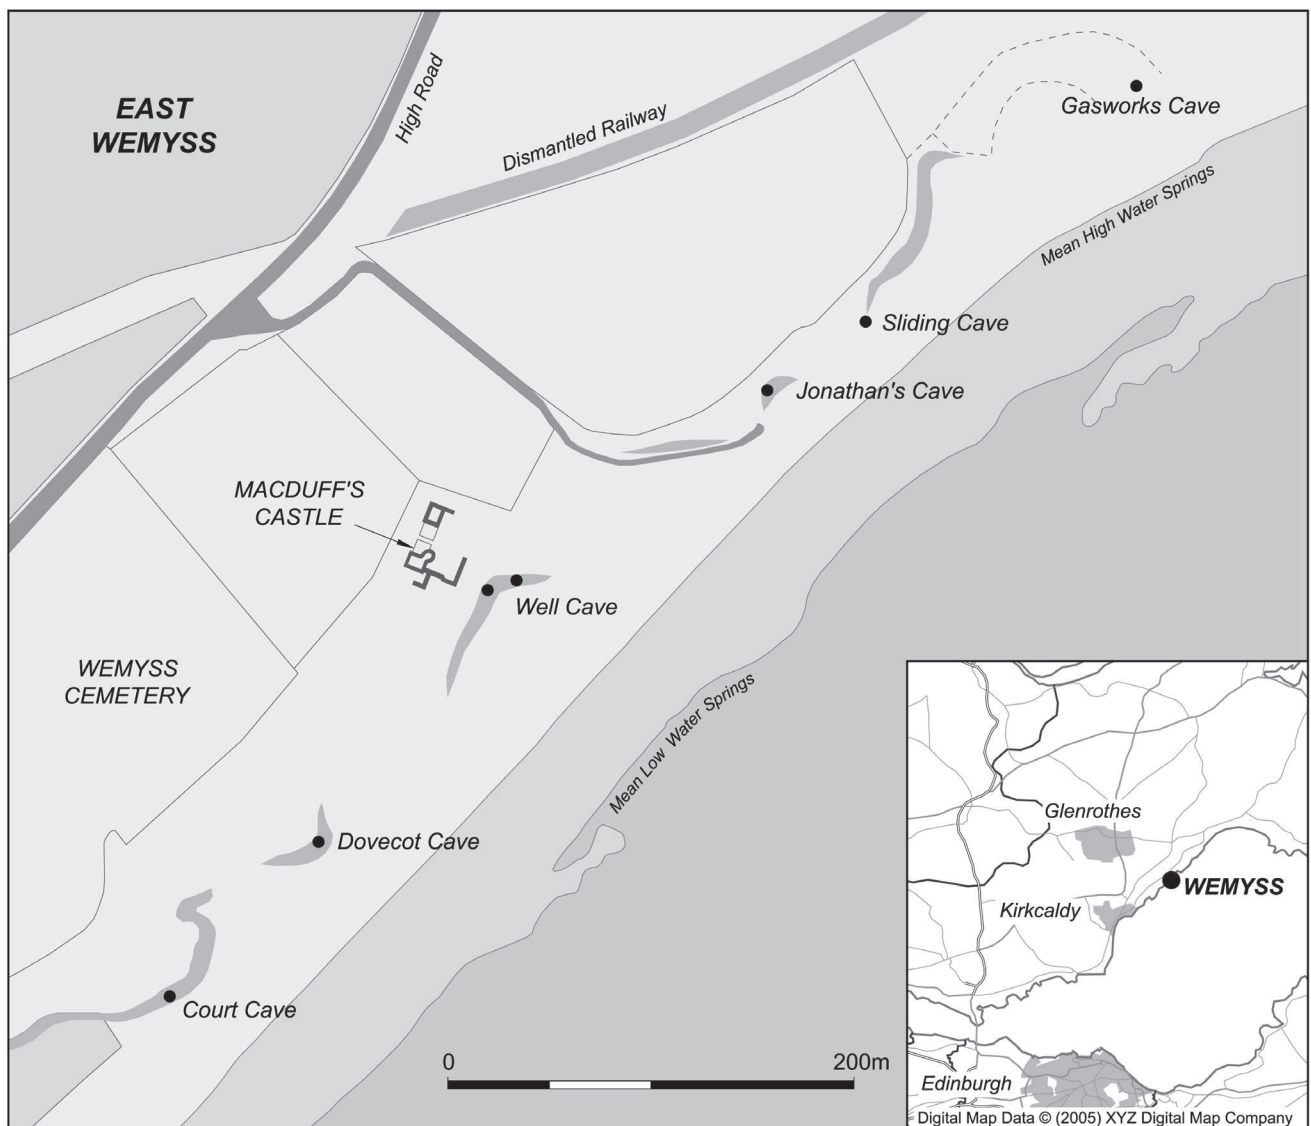 EAST
WEMYSS
High Road
Dismantled Railway
Gasworks Cave
Mean High Water Springs
Sliding Cave
Jonathan's Cave
MACDUFF'S
CASTLE
Well Cave
WEMYSS
CEMETERY
Mean Low Water Springs
Dovecot Cave
Court Cave
0
200m
Glenrothes
WEMYSS
Kirkcaldy
Edinburgh
Digital Map Data © (2005) XYZ Digital Map Company